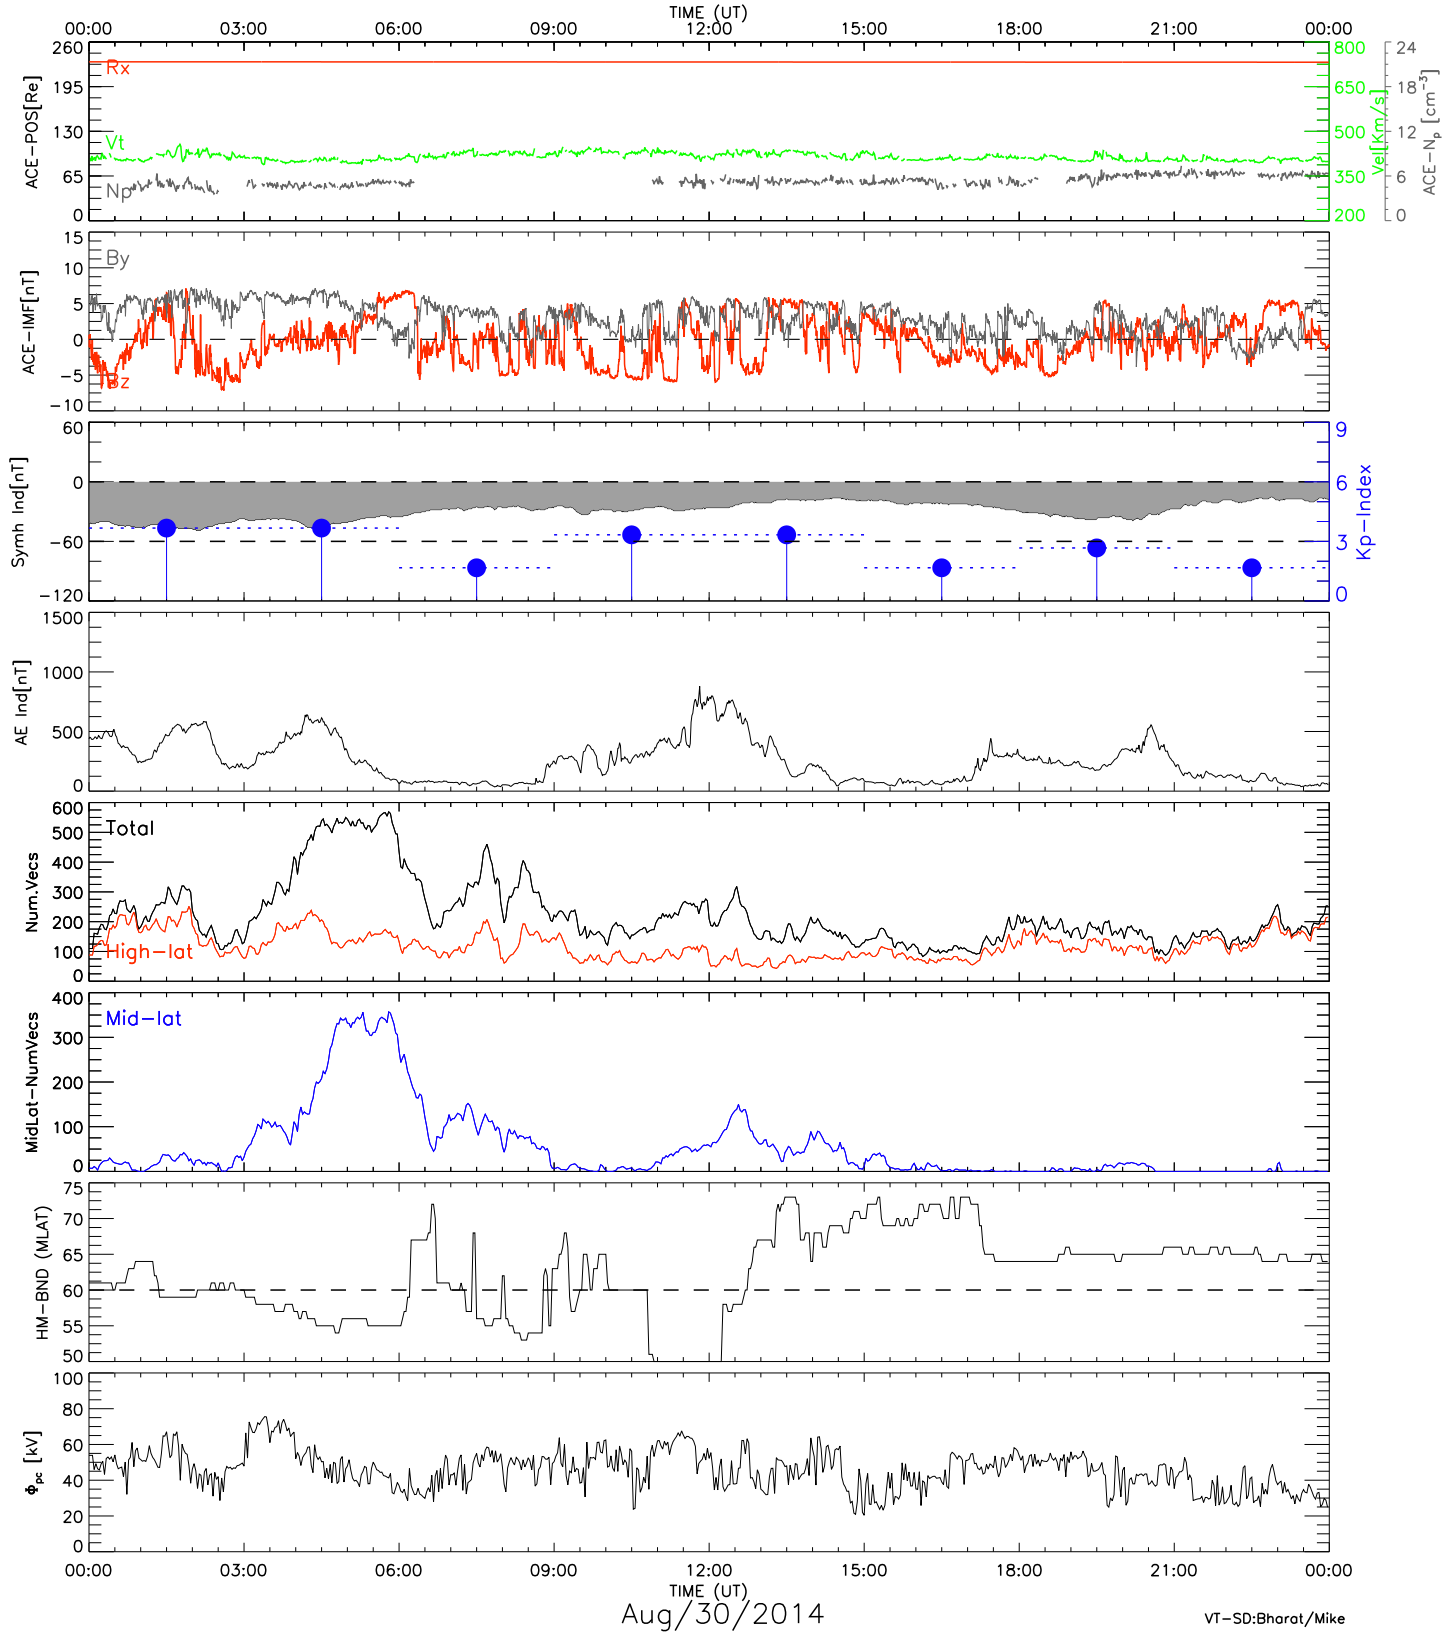 TIME (UT)
00:00 03:00 06:00 09:00 12:00 15:00 18:00 21:00 00:00
ACE-POS[Re]
260
195
130
65
0
Rx
Vt
Np
800
650
500
350
200
Vel[Km/s]
24
18
12
6
0
ACE-Np [cm-3]
ACE-IMF[nT]
15
10
5
0
-5
-10
By
Bz
Symh Ind[nT]
60
0
-60
-120
9
6
3
0
Kp-Index
AE Ind[nT]
1500
1000
500
0
Num.Vecs
600
500
400
300
200
100
0
Total
High-lat
MidLat-NumVecs
400
300
200
100
0
Mid-lat
HM-BND (MLAT)
75
70
65
60
55
50
Φpc [kV]
100
80
60
40
20
0
00:00 03:00 06:00 09:00 12:00 15:00 18:00 21:00 00:00
TIME (UT)
Aug/30/2014
VT-SD:Bharat/Mike